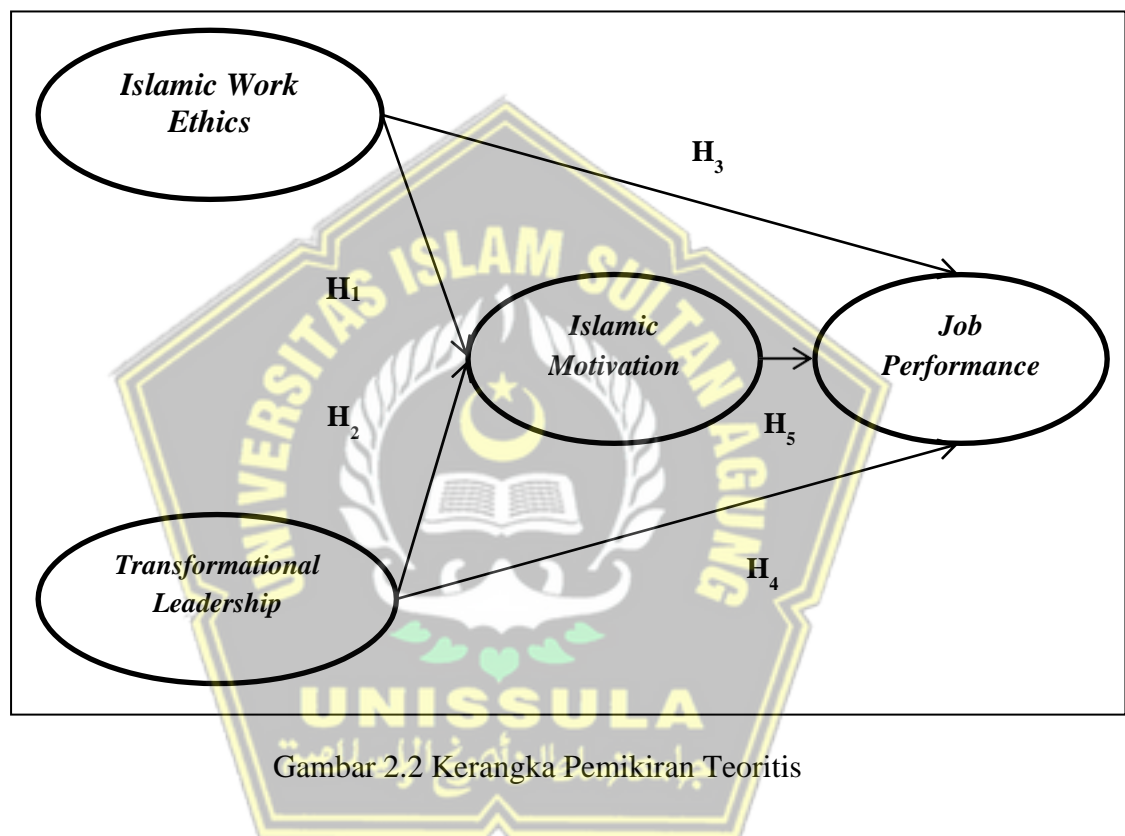 Islamic Work
Ethics
H3
H1
Islamic
Motivation
Job
Performance
H2
H5
Transformational
Leadership
H4
UNIVERSITAS ISLAM SULTAN AGUNG
UNISSULA
Gambar 2.2 Kerangka Pemikiran Teoritis